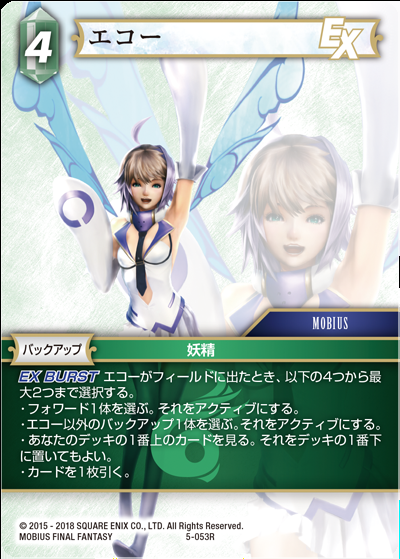 4
エコー
EX
MOBIUS
バックアップ
妖精
EX BURST エコーがフィールドに出たとき、以下の4つから最
大2つまで選択する。
・フォワード1体を選ぶ。それをアクティブにする。
・エコー以外のバックアップ1体を選ぶ。それをアクティブにする。
・あなたのデッキの1番上のカードを見る。それをデッキの1番下
に置いてもよい。
・カードを1枚引く。
© 2015 - 2018 SQUARE ENIX CO., LTD. All Rights Reserved.
MOBIUS FINAL FANTASY 5-053R